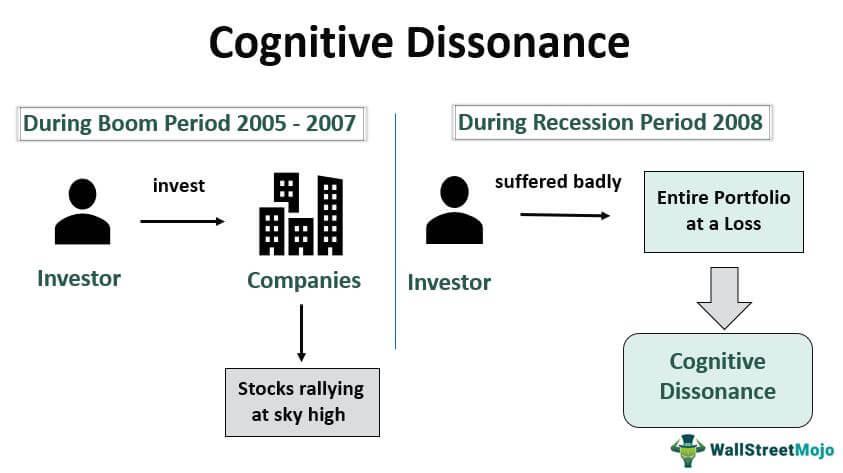 Cognitive Dissonance
During Boom Period 2005 - 2007
invest
Investor
Companies
Stocks rallying
at sky high
During Recession Period 2008
suffered badly
Investor
Entire Portfolio
at a Loss
Cognitive
Dissonance
WallStreetMojo